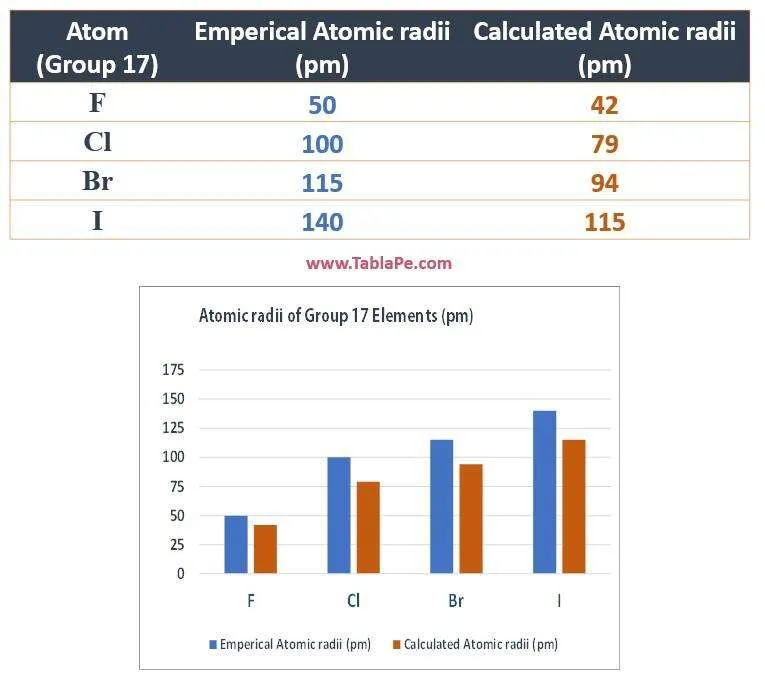 Atom Emperical Atomic radii Calculated Atomic radii
(Group 17) (pm) (pm)
F 50 42
Cl 100 79
Br 115 94
I 140 115
www.TablaPe.com
Atomic radii of Group 17 Elements (pm)
175
150
125
100
75
50
25
0
F Cl Br I
Emperical Atomic radii (pm) Calculated Atomic radii (pm)